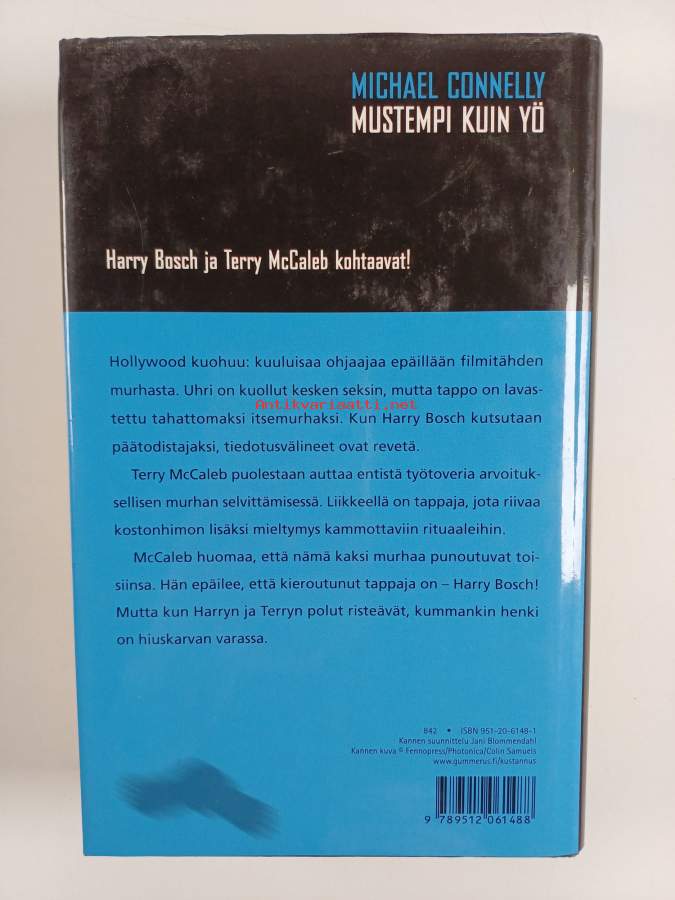 MICHAEL CONNELLY
MUSTEMPI KUIN YÖ
Harry Bosch ja Terry McCaleb kohtaavat!
Hollywood kuohuu: kuuluisaa ohjaajaa epäillään filmitähden
murhasta. Uhri on kuollut kesken seksin, mutta tappo on lavas-
Antikvariaatti.net
tettu tahattomaksi itsemurhaksi. Kun Harry Bosch kutsutaan
päätodistajaksi, tiedotusvälineet ovat revetä.
Terry McCaleb puolestaan auttaa entistä työtoveria arvoituk-
sellisen murhan selvittämisessä. Liikkeellä on tappaja, jota riivaa
kostonhimon lisäksi mieltymys kammottaviin rituaaleihin.
McCaleb huomaa, että nämä kaksi murhaa punoutuvat toi-
siinsa. Hän epäilee, että kieroutunut tappaja on – Harry Bosch!
Mutta kun Harryn ja Terryn polut risteävät, kummankin henki
on hiuskarvan varassa.
842 • ISBN 951-20-6148-1
Kannen suunnittelu Jani Blommendahl
Kannen kuva © Fennopress/Photonica/Colin Samuels
www.gummerus.fi/kustannus
9 789512 061488